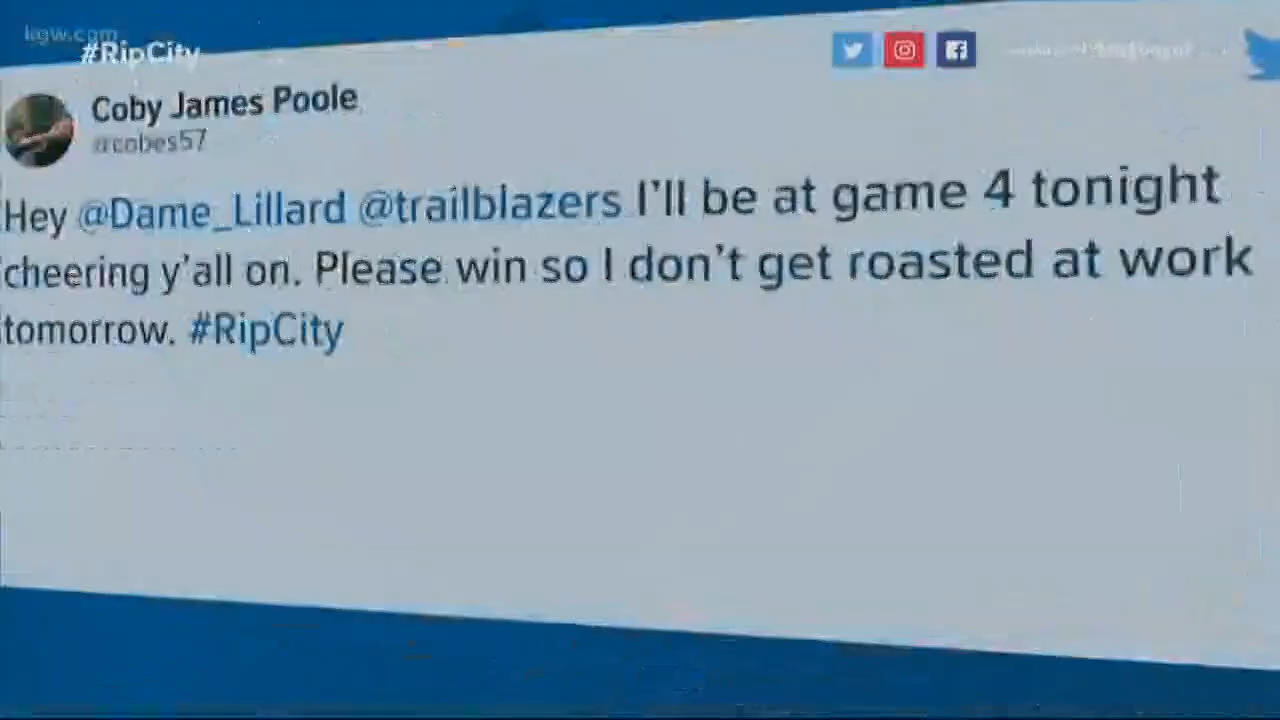 kgw.com
#RipCity
Coby James Poole
@cobes57
Hey @Dame_Lillard @trailblazers I'll be at game 4 tonight
cheering y'all on. Please win so I don't get roasted at work
tomorrow. #RipCity